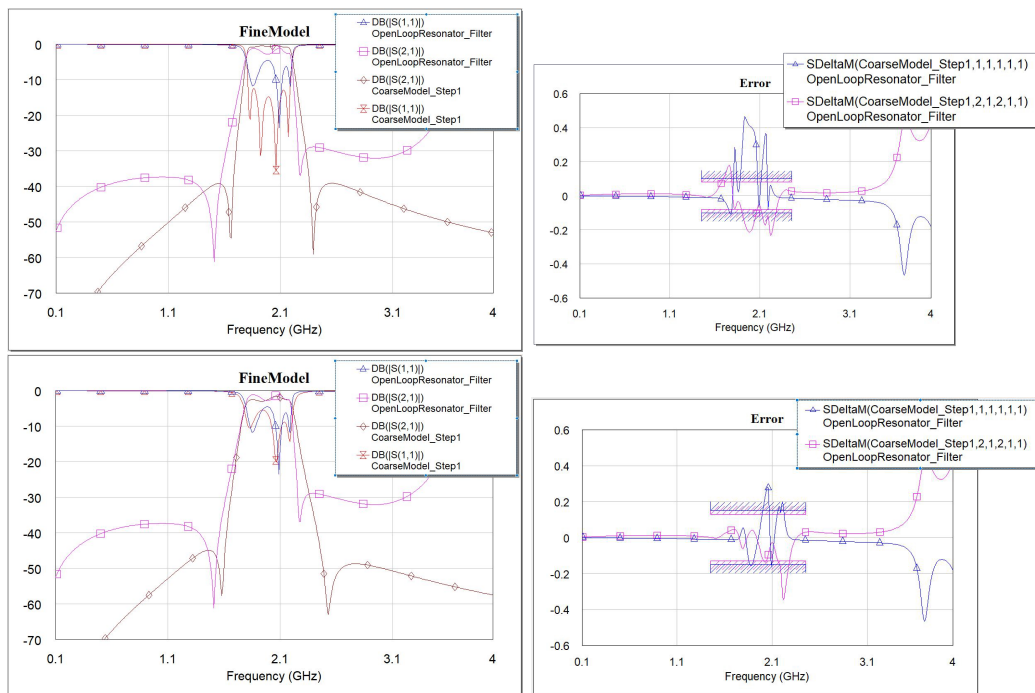 FineModel
DB(|S(1,1)|)
OpenLoopResonator_Filter
DB(|S(2,1)|)
OpenLoopResonator_Filter
DB(|S(2,1)|)
CoarseModel_Step1
DB(|S(1,1)|)
CoarseModel_Step1
0
-10
-20
-30
-40
-50
-60
-70
0.1 1.1 2.1 3.1 4
Frequency (GHz)
Error
SDeltaM(CoarseModel_Step1,1,1,1,1,1)
OpenLoopResonator_Filter
SDeltaM(CoarseModel_Step1,2,1,2,1,1)
OpenLoopResonator_Filter
0.6
0.4
0.2
0
-0.2
-0.4
-0.6
0.1 1.1 2.1 3.1 4
Frequency (GHz)
FineModel
DB(|S(1,1)|)
OpenLoopResonator_Filter
DB(|S(2,1)|)
OpenLoopResonator_Filter
DB(|S(2,1)|)
CoarseModel_Step1
DB(|S(1,1)|)
CoarseModel_Step1
0
-10
-20
-30
-40
-50
-60
-70
0.1 1.1 2.1 3.1 4
Frequency (GHz)
Error
SDeltaM(CoarseModel_Step1,1,1,1,1,1)
OpenLoopResonator_Filter
SDeltaM(CoarseModel_Step1,2,1,2,1,1)
OpenLoopResonator_Filter
0.6
0.4
0.2
0
-0.2
-0.4
-0.6
0.1 1.1 2.1 3.1 4
Frequency (GHz)